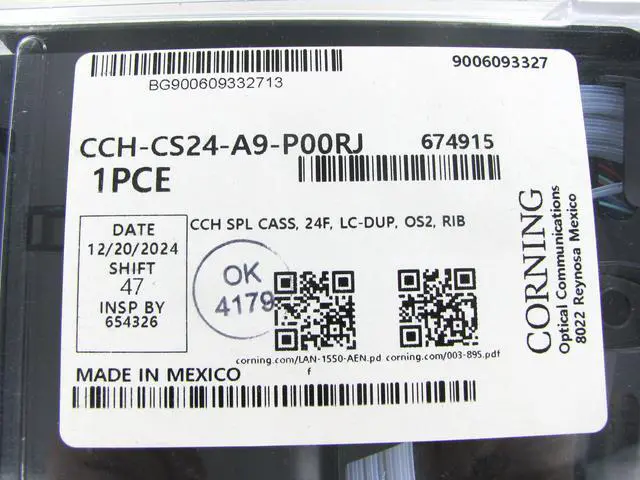 9006093327
BG900609332713
CCH-CS24-A9-P00RJ 674915
1PCE
CCH SPL CASS, 24F, LC-DUP, OS2, RIB
DATE
12/20/2024
SHIFT
47
INSP BY
654326
OK
4179
corning.com/LAN-1550-AEN.pd
f
corning.com/003-895.pdf
MADE IN MEXICO
CORNING
Optical Communications
8022 Reynosa Mexico